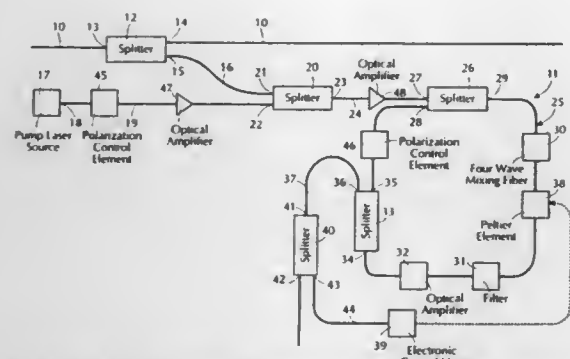 10
13
12
14
10
Splitter
15
16
17
45
47
21
20
23
Optical
Amplifier
48
27
26
29
11
Splitter
Splitter
25
Pump Laser
Source
18
Polarization
Control
Element
19
Optical
Amplifier
22
24
28
30
46
Polarization
Control
Element
Four Wave
Mixing Fiber
37
36
35
38
41
Splitter
13
Peltier
Element
Splitter
40
34
32
31
42
43
Optical
Amplifier
Filter
44
39
Electronic